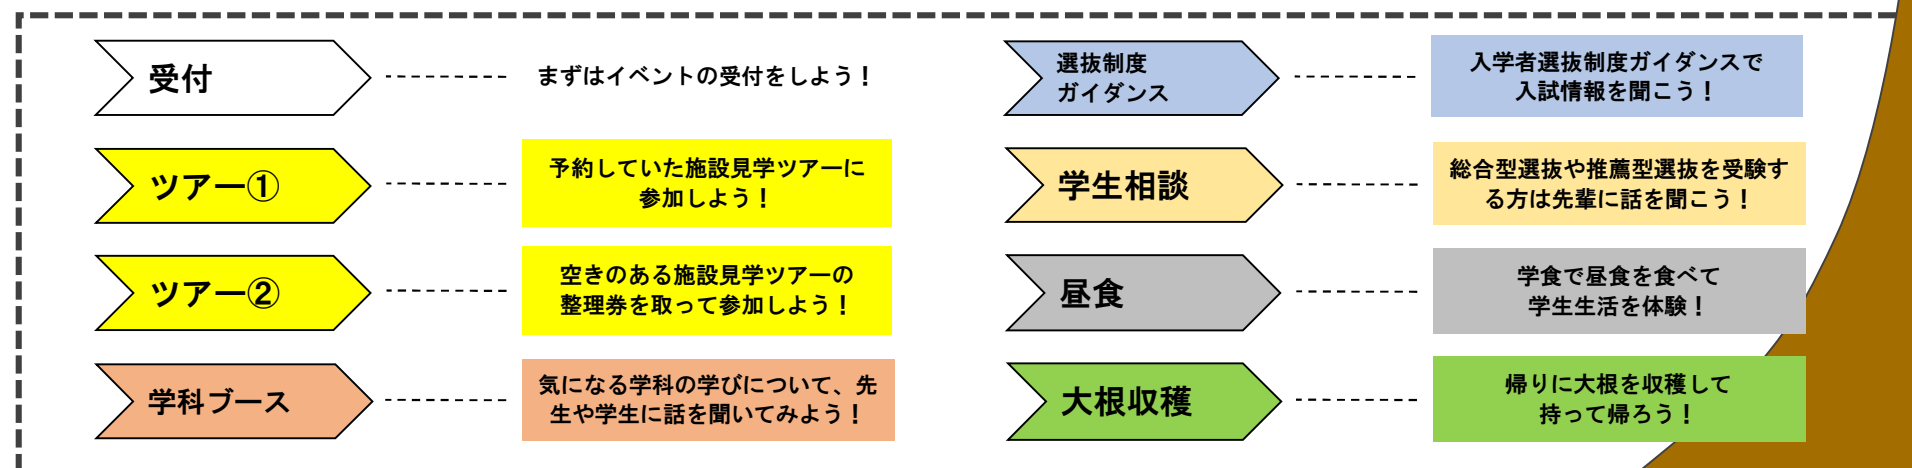 受付
まずはイベントの受付をしよう！
ツアー①
予約していた施設見学ツアーに
参加しよう！
ツアー②
空きのある施設見学ツアーの
整理券を取って参加しよう！
学科ブース
気になる学科の学びについて、先
生や学生に話を聞いてみよう！
選抜制度
ガイダンス
入学者選抜制度ガイダンスで
入試情報を聞こう！
学生相談
総合型選抜や推薦型選抜を受験す
る方は先輩に話を聞こう！
昼食
学食で昼食を食べて
学生生活を体験！
大根収穫
帰りに大根を収穫して
持って帰ろう！